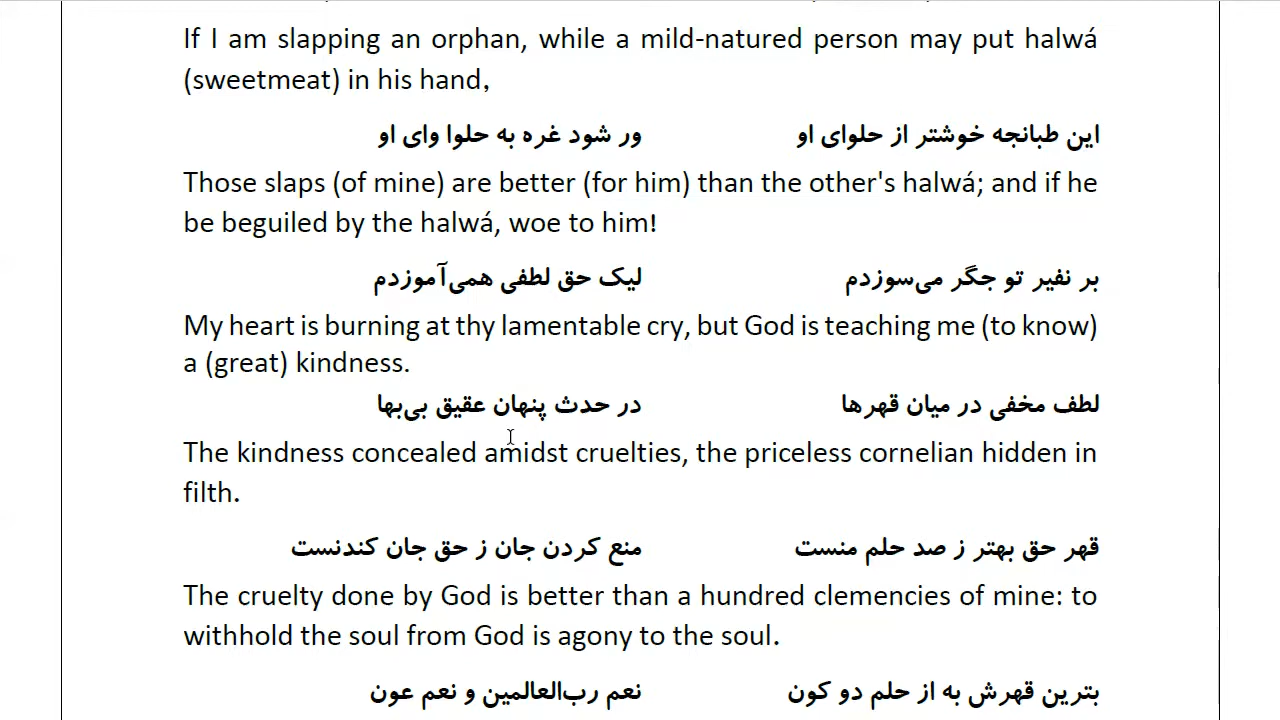 If I am slapping an orphan, while a mild-natured person may put halwá
(sweetmeat) in his hand,
این طبانجه خوشتر از حلوای او ور شود غره به حلوا وای او
Those slaps (of mine) are better (for him) than the other's halwá; and if he
be beguiled by the halwá, woe to him!
بر نفیر تو جگر می‌سوزدم لیک حق لطفی همی‌آموزدم
My heart is burning at thy lamentable cry, but God is teaching me (to know)
a (great) kindness.
لطف مخفی در میان قهرها در حدث پنهان عقیق بی‌بها
The kindness concealed amidst cruelties, the priceless cornelian hidden in
filth.
قهر حق بهتر ز صد حلم منست منع کردن جان ز حق جان کندنست
The cruelty done by God is better than a hundred clemencies of mine: to
withhold the soul from God is agony to the soul.
بترین قهرش به از حلم دو کون نعم رب‌العالمین و نعم عون